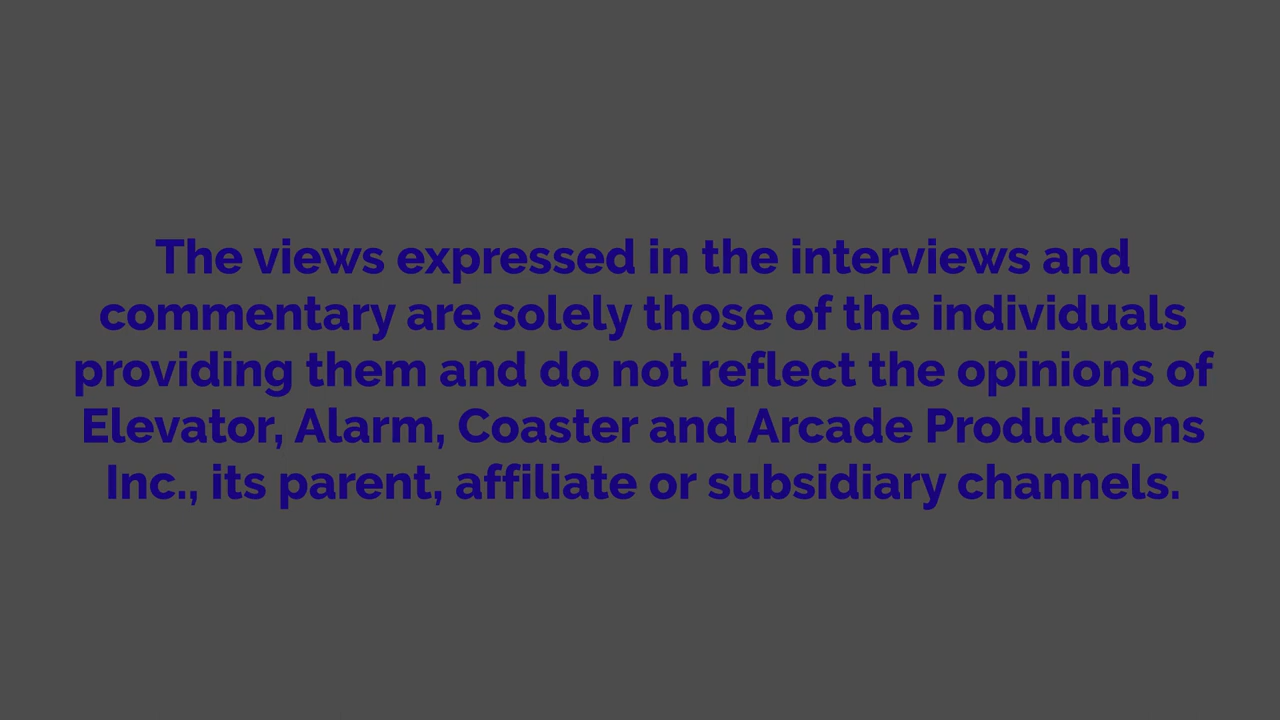 The views expressed in the interviews and
commentary are solely those of the individuals
providing them and do not reflect the opinions of
Elevator, Alarm, Coaster and Arcade Productions
Inc., its parent, affiliate or subsidiary channels.